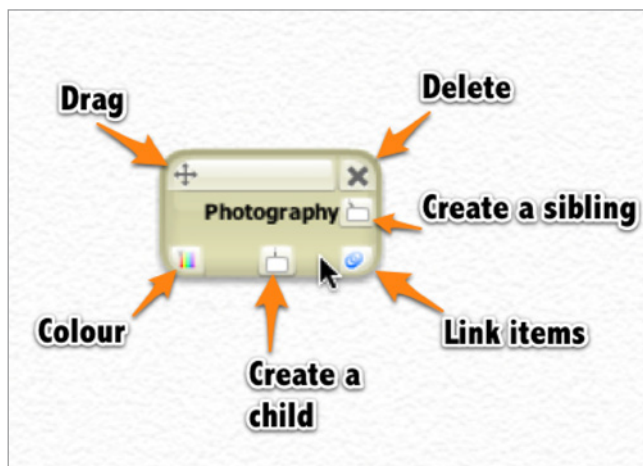 Drag
Delete
Photography
Create a sibling
Colour
Link items
Create a
child